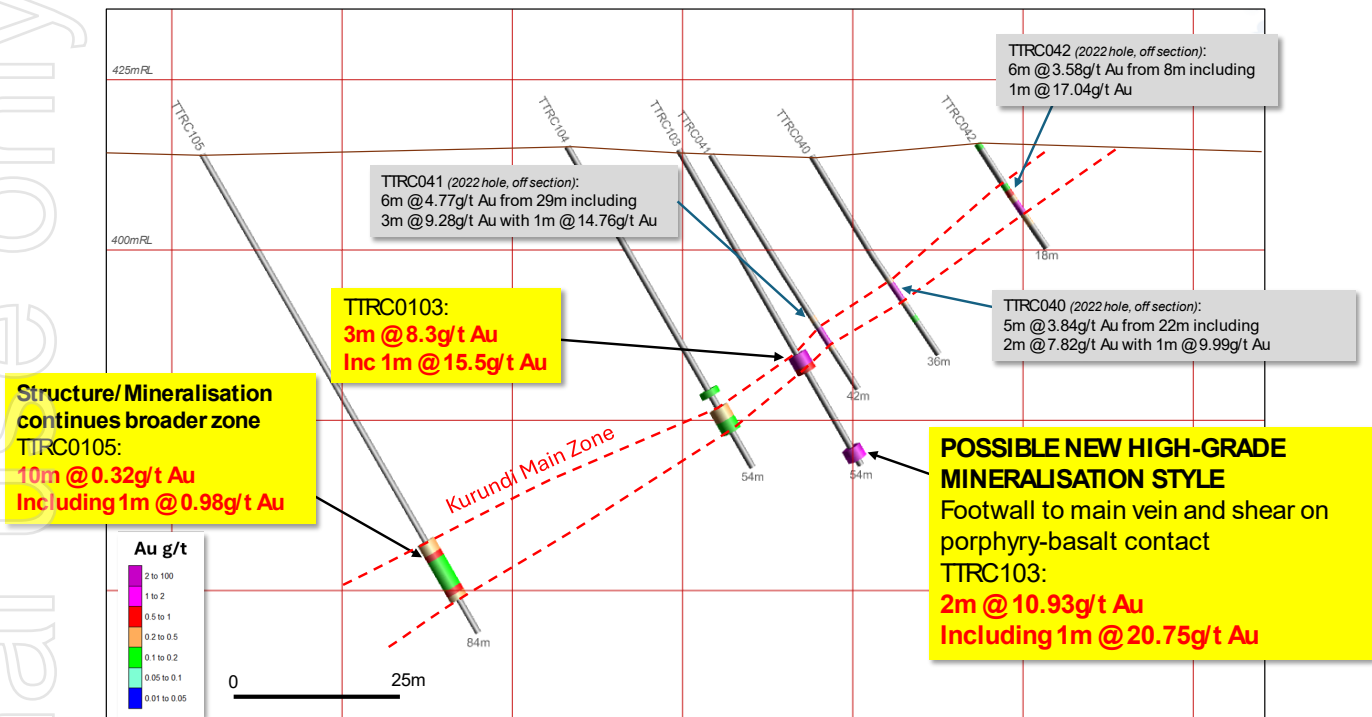 425mRL
400mRL
TTRC105
TTRC104
TTRC103
TTRC041
TTRC040
TTRC042
TTRC042 (2022 hole, off section):
6m @ 3.58g/t Au from 8m including
1m @ 17.04g/t Au
TTRC041 (2022 hole, off section):
6m @ 4.77g/t Au from 29m including
3m @ 9.28g/t Au with 1m @ 14.76g/t Au
18m
TTRC0103:
3m @ 8.3g/t Au
Inc 1m @ 15.5g/t Au
TTRC040 (2022 hole, off section):
5m @ 3.84g/t Au from 22m including
2m @ 7.82g/t Au with 1m @ 9.99g/t Au
36m
42m
Structure/ Mineralisation
continues broader zone
TTRC0105:
10m @ 0.32g/t Au
Including 1m @ 0.98g/t Au
Kurundi Main Zone
54m
54m
POSSIBLE NEW HIGH-GRADE
MINERALISATION STYLE
Footwall to main vein and shear on
porphyry-basalt contact
TTRC103:
2m @ 10.93g/t Au
Including 1m @ 20.75g/t Au
84m
Au g/t
2 to 100
1 to 2
0.5 to 1
0.2 to 0.5
0.1 to 0.2
0.05 to 0.1
0.01 to 0.05
0 25m
use only